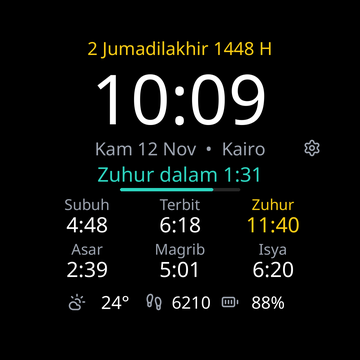 2 Jumadilakhir 1448 H
10:09
Kam 12 Nov • Kairo
Zuhur dalam 1:31
Subuh Terbit Zuhur
4:48 6:18 11:40
Asar Magrib Isya
2:39 5:01 6:20
24° 6210 88%